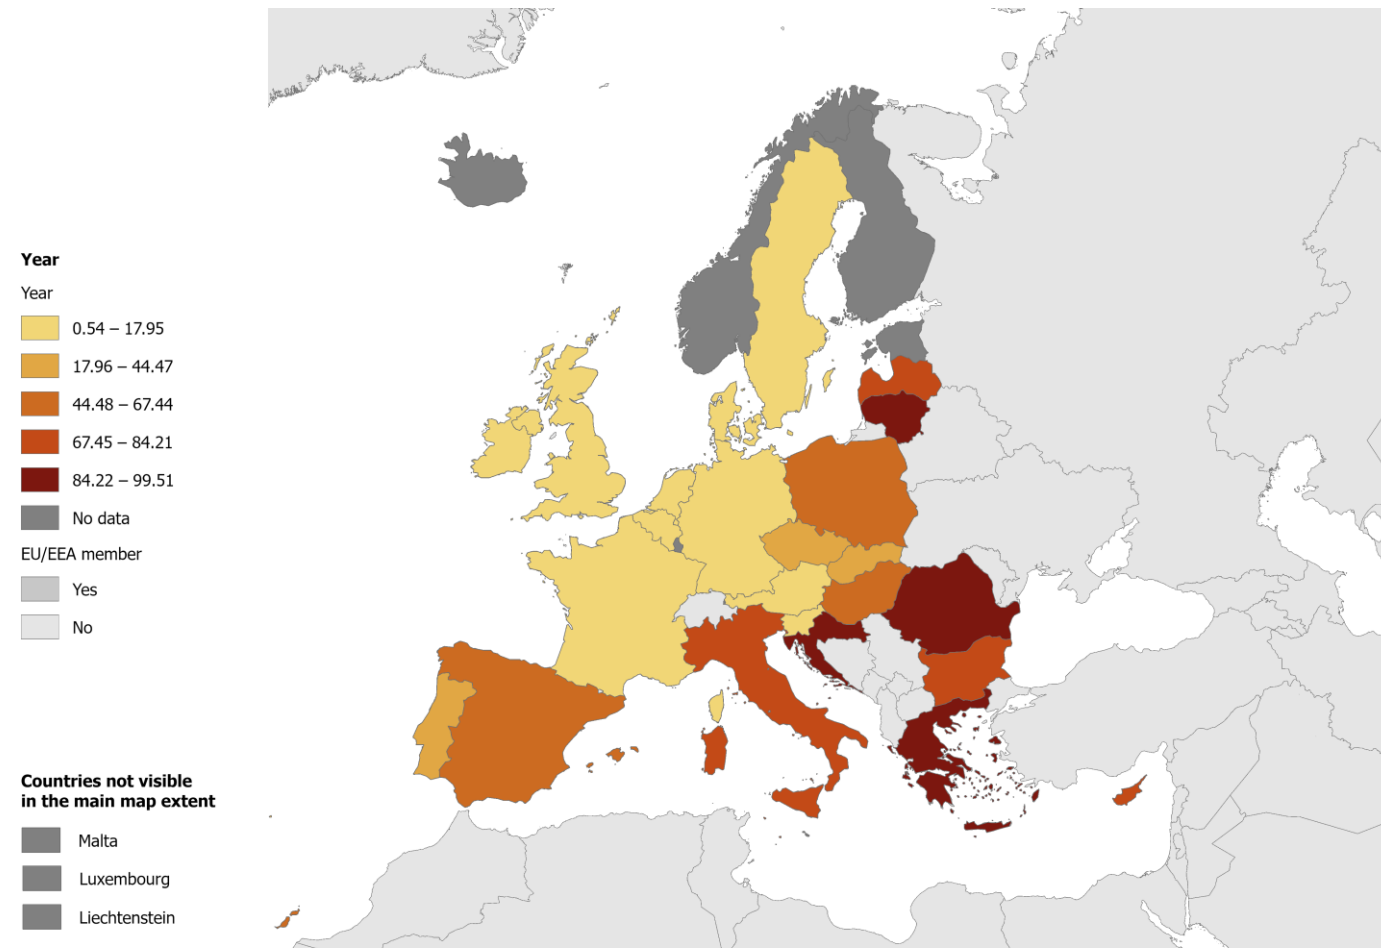 Year
Year
0.54 – 17.95
17.96 – 44.47
44.48 – 67.44
67.45 – 84.21
84.22 – 99.51
No data
EU/EEA member
Yes
No
Countries not visible
in the main map extent
Malta
Luxembourg
Liechtenstein